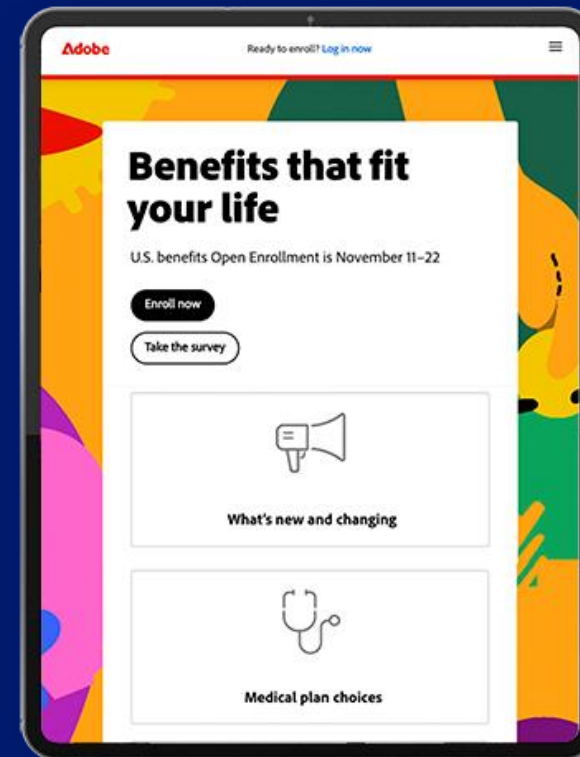 Adobe
Ready to enroll? Log in now
Benefits that fit
your life
U.S. benefits Open Enrollment is November 11–22
Enroll now
Take the survey
What's new and changing
Medical plan choices